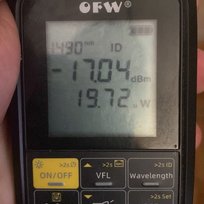 OFW®
1490 nm ID
-17.04 dBm
19.72 uW
>2s >2s >2s ID
ON/OFF VFL Wavelength
>2s >2s Set